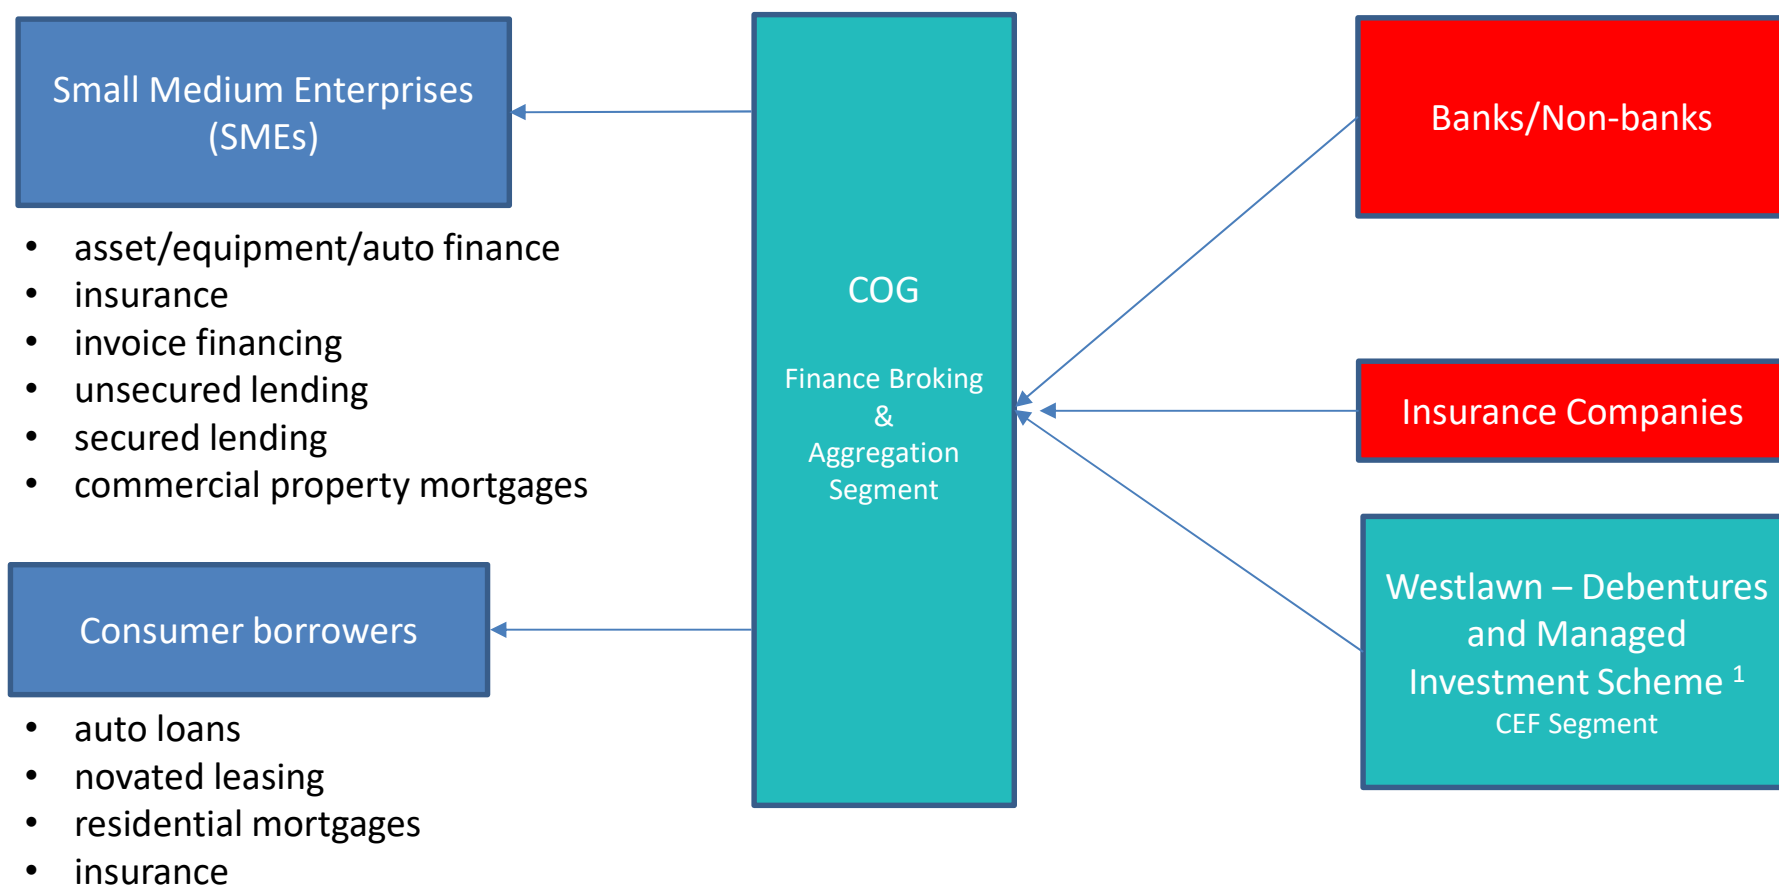 Small Medium Enterprises
(SMEs)
• asset/equipment/auto finance
• insurance
• invoice financing
• unsecured lending
• secured lending
• commercial property mortgages
Consumer borrowers
• auto loans
• novated leasing
• residential mortgages
• insurance
COG
Finance Broking
&
Aggregation
Segment
Banks/Non-banks
Insurance Companies
Westlawn – Debentures
and Managed
Investment Scheme ¹
CEF Segment